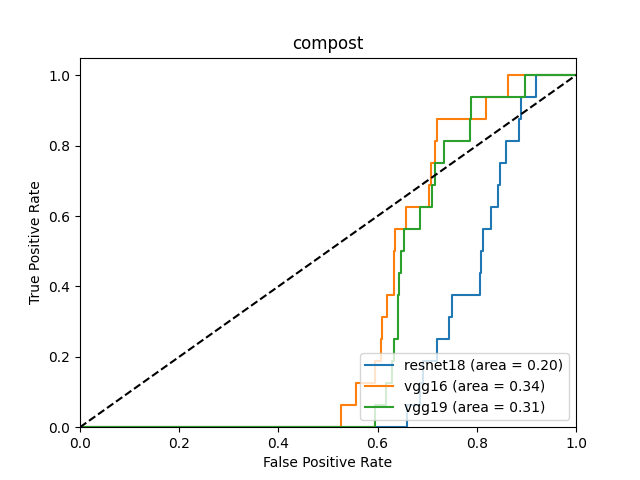 compost
True Positive Rate
1.0
0.8
0.6
0.4
0.2
0.0
resnet18 (area = 0.20)
vgg16 (area = 0.34)
vgg19 (area = 0.31)
0.0 0.2 0.4 0.6 0.8 1.0
False Positive Rate